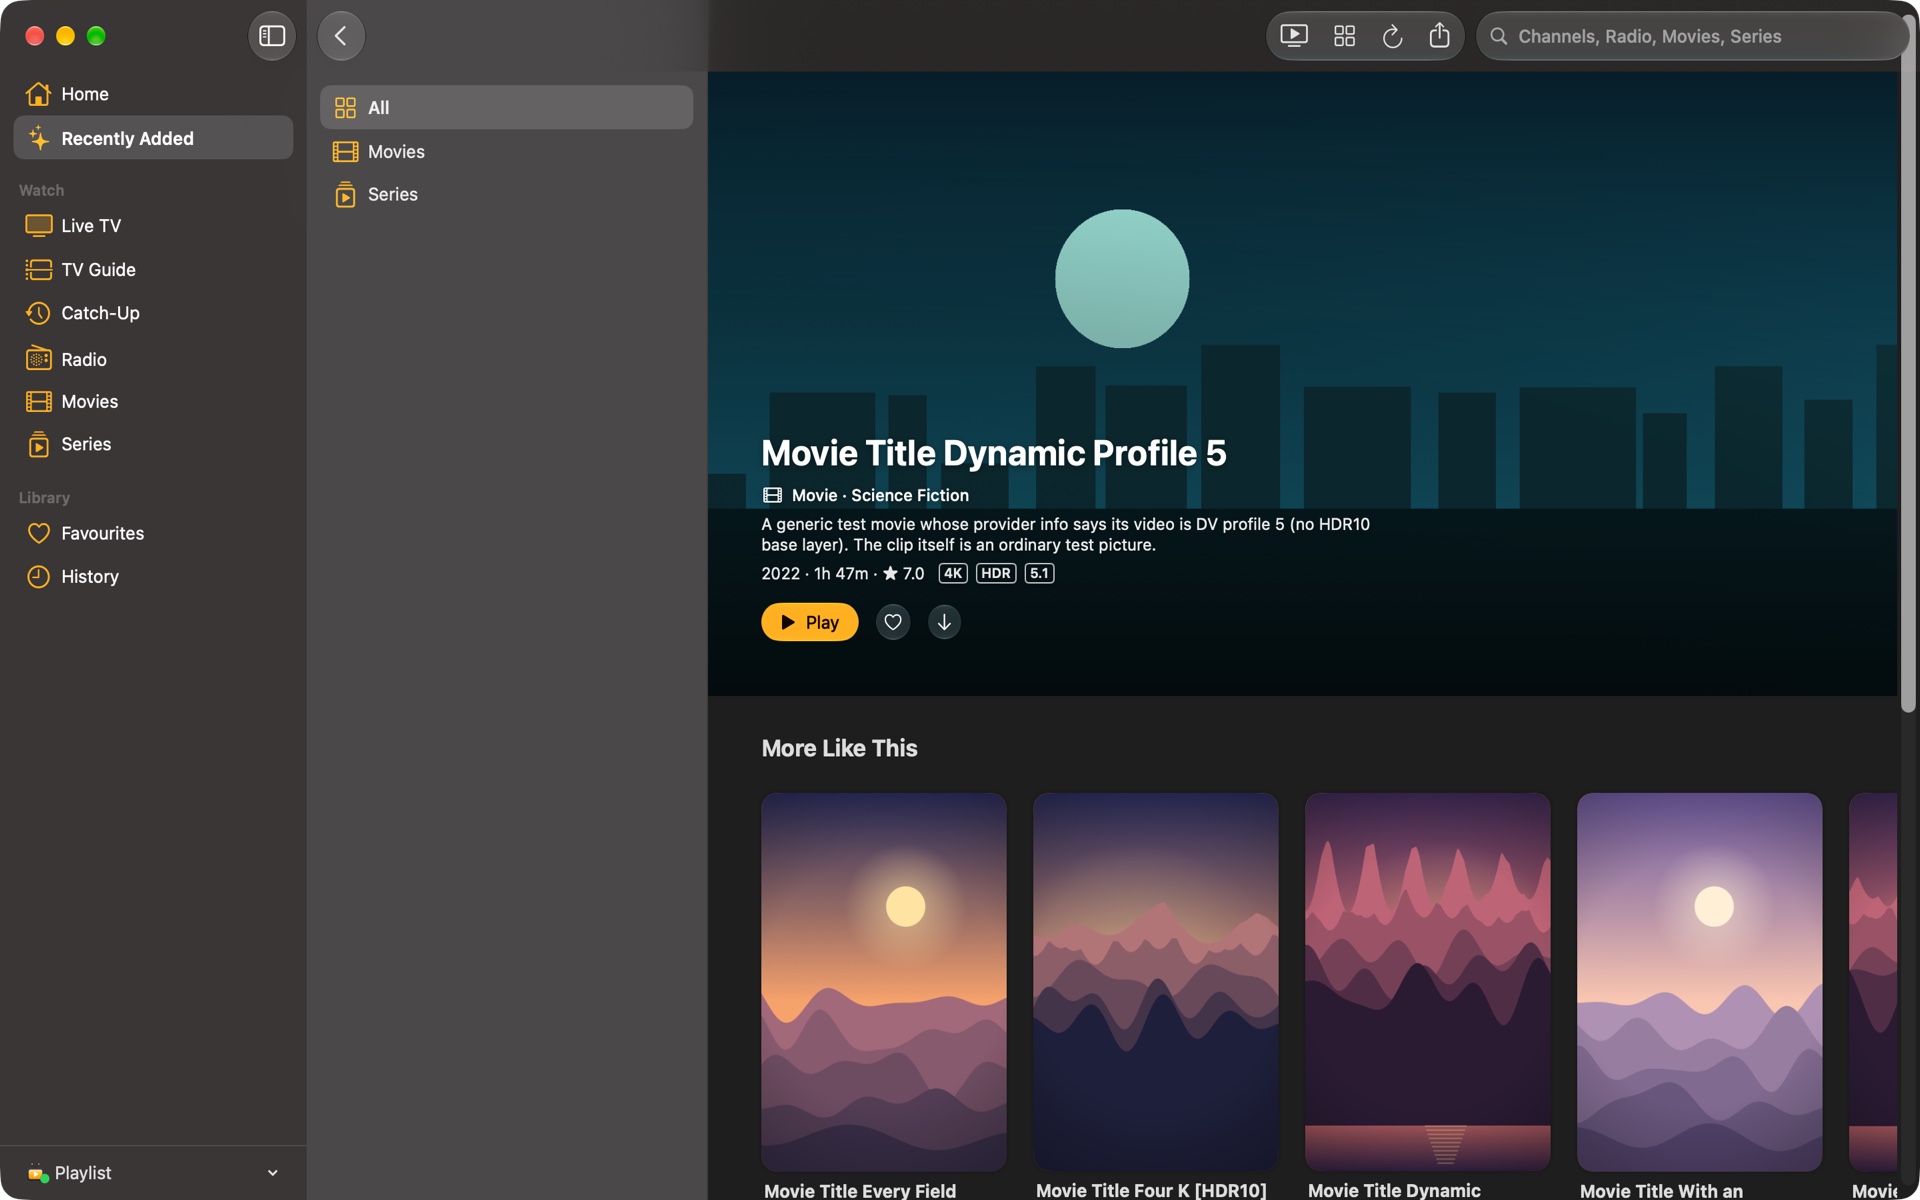 Channels, Radio, Movies, Series
Home
Recently Added
Watch
Live TV
TV Guide
Catch-Up
Radio
Movies
Series
Library
Favourites
History
Playlist
All
Movies
Series
Movie Title Dynamic Profile 5
Movie · Science Fiction
A generic test movie whose provider info says its video is DV profile 5 (no HDR10
base layer). The clip itself is an ordinary test picture.
2022 · 1h 47m · ★ 7.0 4K HDR 5.1
Play
More Like This
Movie Title Every Field
Movie Title Four K [HDR10]
Movie Title Dynamic
Movie Title With an